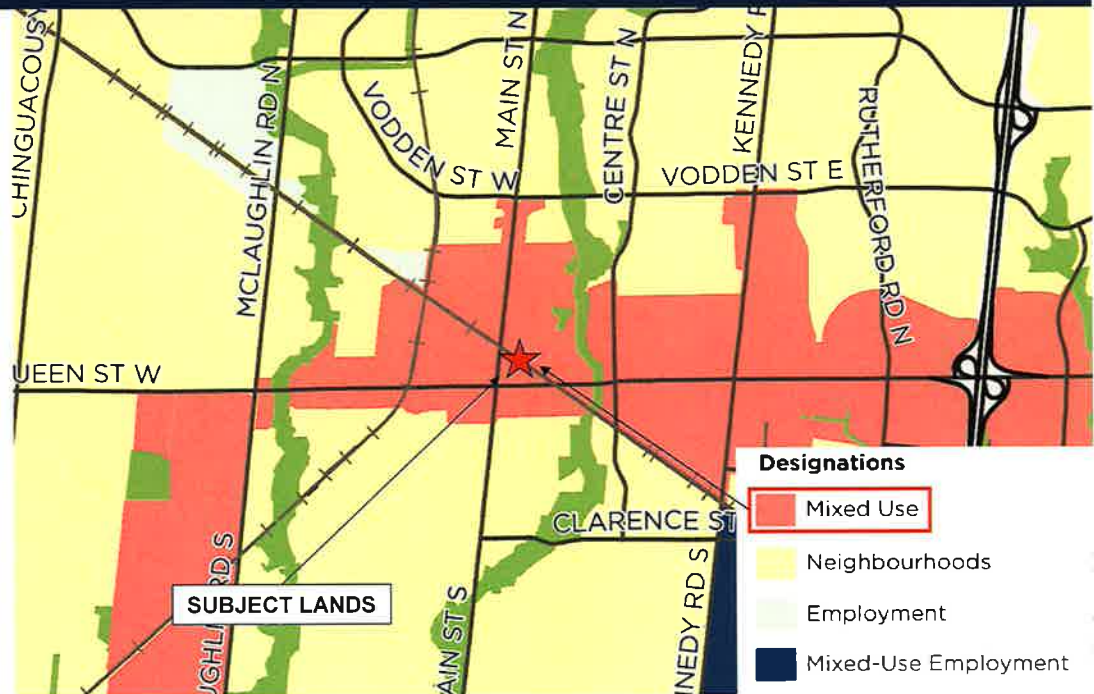 CHINGUACOUSY
MCLAUGHLIN RD N
VODDEN ST W
MAIN ST N
CENTRE ST N
KENNEDY R
VODDEN ST E
RUTHERFORD RD N
UEEN ST W
CLARENCE ST
SUBJECT LANDS
UGHLI RD S
AIN ST S
NNEDY RD S
Designations
Mixed Use
Neighbourhoods
Employment
Mixed-Use Employment